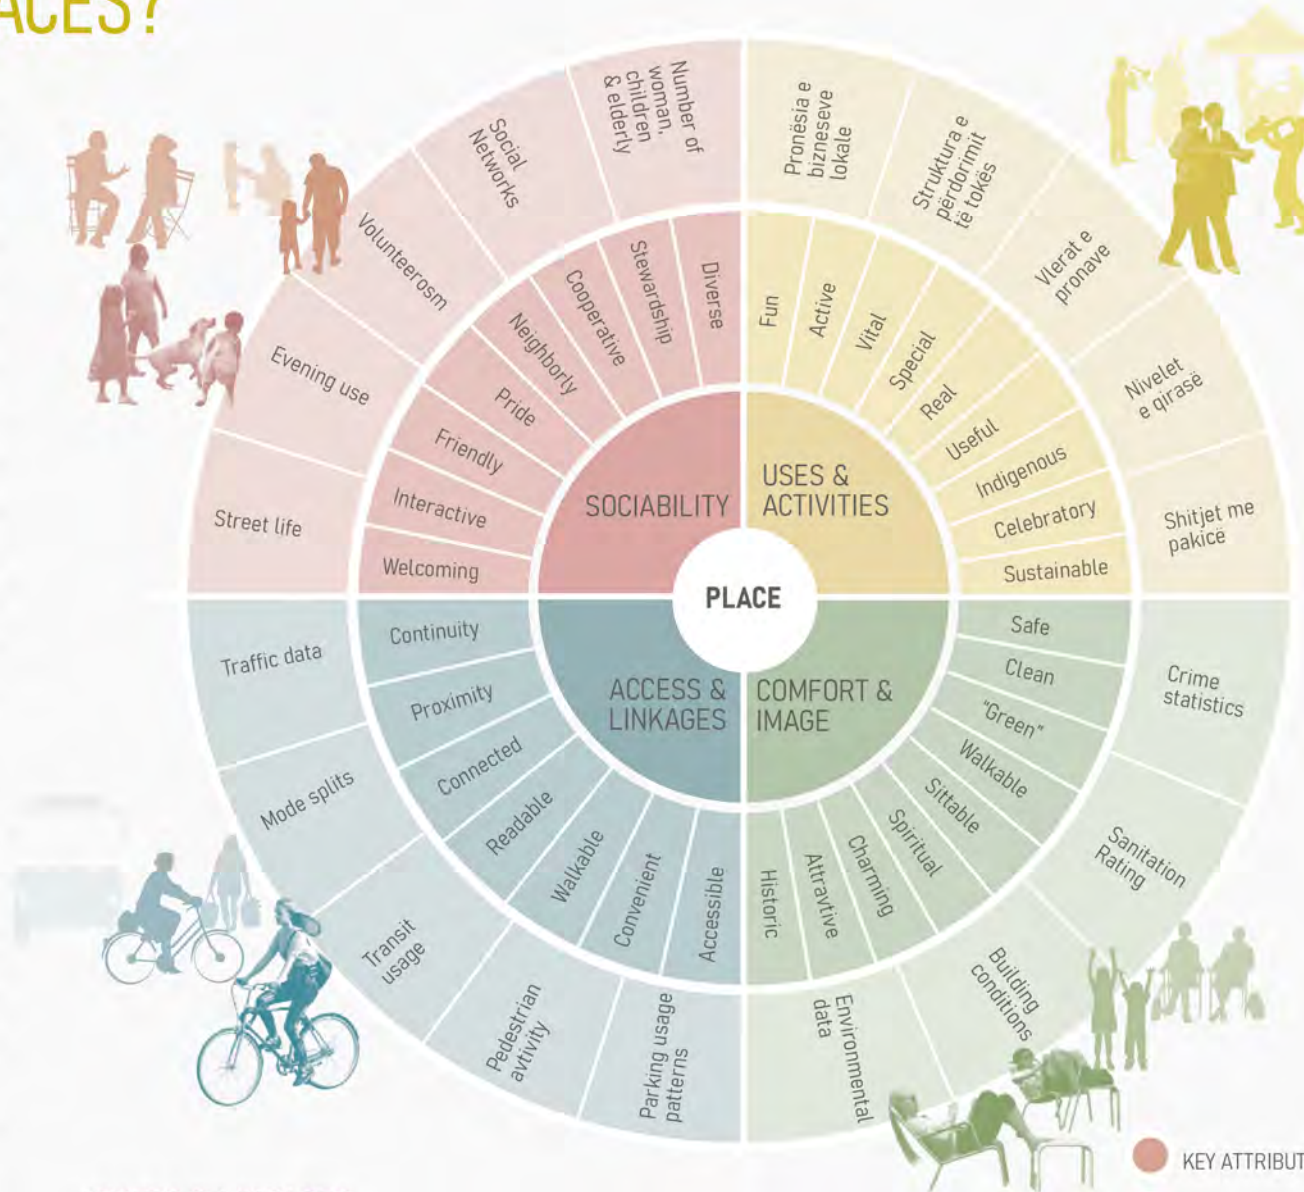 ACES?
Number of
woman,
children
& elderly
Social
Networks
Volunteerosm
Evening use
Street life
Pronësia e
bizneseve
lokale
Struktura e
përdorimit
të tokës
Vlerat e
pronave
Nivelet
e qirasë
Shitjet me
pakicë
Diverse
Stewardship
Cooperative
Neighborly
Pride
Friendly
Interactive
Welcoming
Fun
Active
Vital
Special
Real
Useful
Indigenous
Celebratory
Sustainable
SOCIABILITY
USES &
ACTIVITIES
PLACE
ACCESS &
LINKAGES
COMFORT &
IMAGE
Continuity
Proximity
Connected
Readable
Walkable
Convenient
Accessible
Safe
Clean
"Green"
Walkable
Sittable
Spiritual
Charming
Attravtive
Historic
Traffic data
Mode splits
Transit
usage
Pedestrian
avtivity
Parking usage
patterns
Crime
statistics
Sanitation
Rating
Building
conditions
Environmental
data
KEY ATTRIBUT